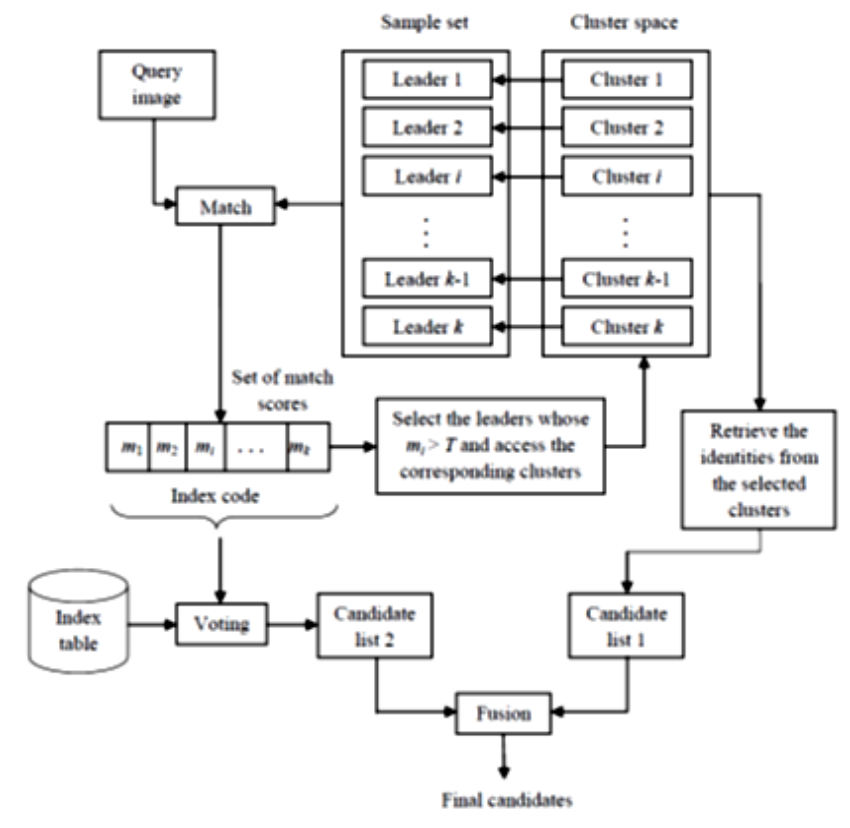 Sample set
Cluster space
Query
image
Leader 1
Cluster 1
Leader 2
Cluster 2
Leader i
Cluster i
Match
⋮
⋮
Leader k-1
Cluster k-1
Leader k
Cluster k
Set of match
scores
m₁ m₂ mᵢ . . . mₖ
Index code
Select the leaders whose
mᵢ > T and access the
corresponding clusters
Retrieve the
identities from
the selected
clusters
Index
table
Voting
Candidate
list 2
Candidate
list 1
Fusion
Final candidates